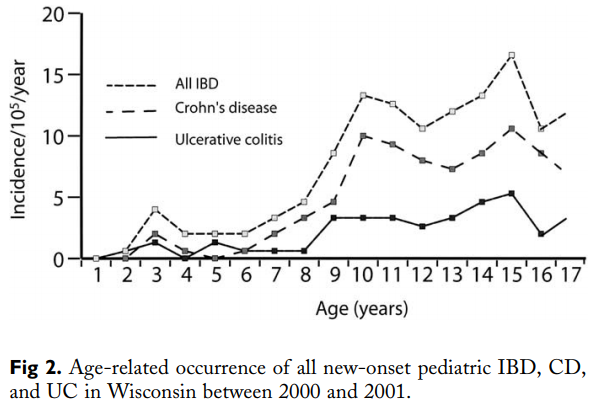 20
15
10
5
0
Incidence/10⁵/year
All IBD
Crohn's disease
Ulcerative colitis
1 2 3 4 5 6 7 8 9 10 11 12 13 14 15 16 17
Age (years)
Fig 2. Age-related occurrence of all new-onset pediatric IBD, CD,
and UC in Wisconsin between 2000 and 2001.